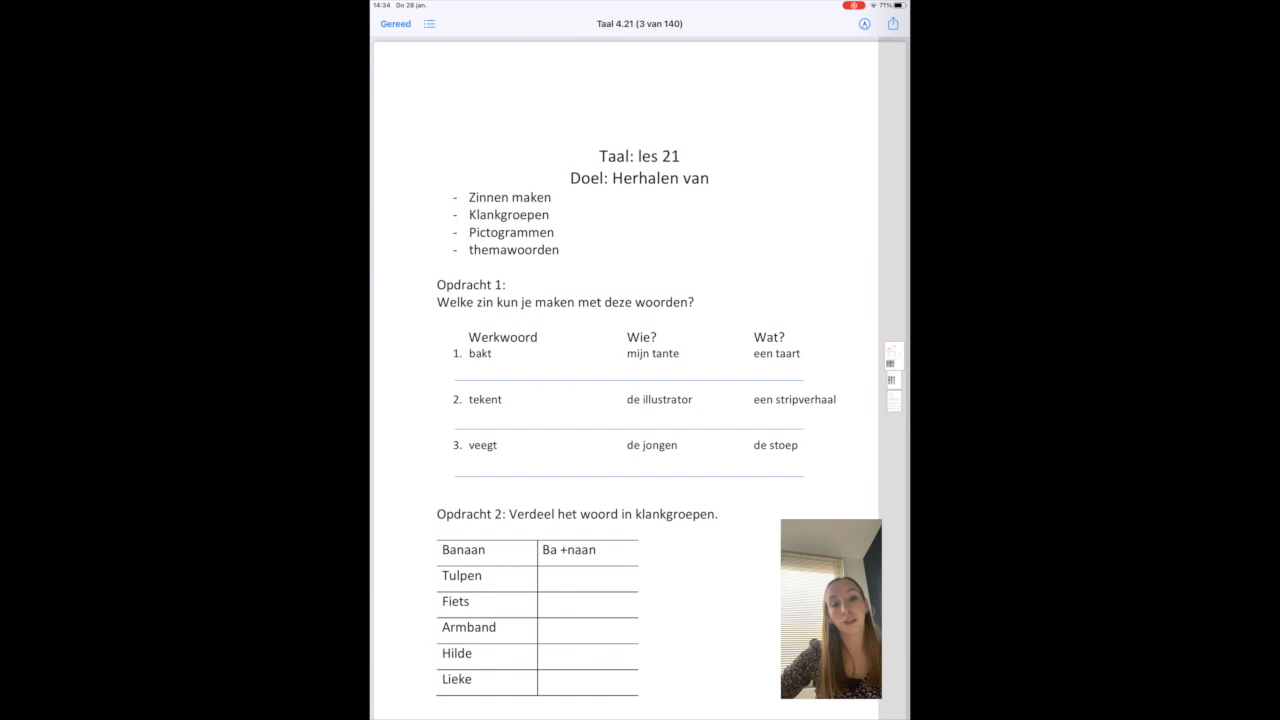 14:34 Do 28 jan. 71%
Gereed Taal 4.21 (3 van 140)
Taal: les 21
Doel: Herhalen van
- Zinnen maken
- Klankgroepen
- Pictogrammen
- themawoorden
Opdracht 1:
Welke zin kun je maken met deze woorden?
Werkwoord Wie? Wat?
1. bakt mijn tante een taart
2. tekent de illustrator een stripverhaal
3. veegt de jongen de stoep
Opdracht 2: Verdeel het woord in klankgroepen.
Banaan Ba +naan
Tulpen
Fiets
Armband
Hilde
Lieke